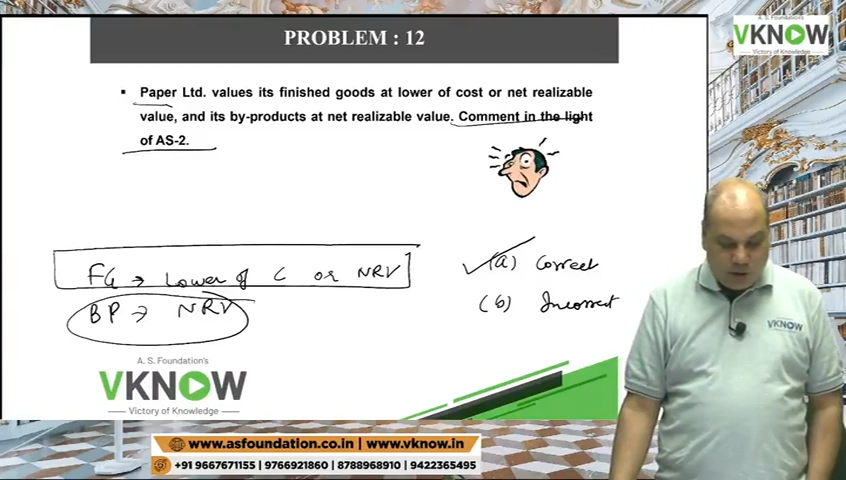 PROBLEM : 12
A. S. Foundation's
VKNOW
Victory of Knowledge
▪ Paper Ltd. values its finished goods at lower of cost or net realizable
value, and its by-products at net realizable value. Comment in the light
of AS-2.
FG → Lower of C or NRV
BP → NRV
(a) Correct
(b) Incorrect
A. S. Foundation's
VKNOW
Victory of Knowledge
VKNOW
www.asfoundation.co.in | www.vknow.in
+91 9667671155 | 9766921860 | 8788968910 | 9422365495